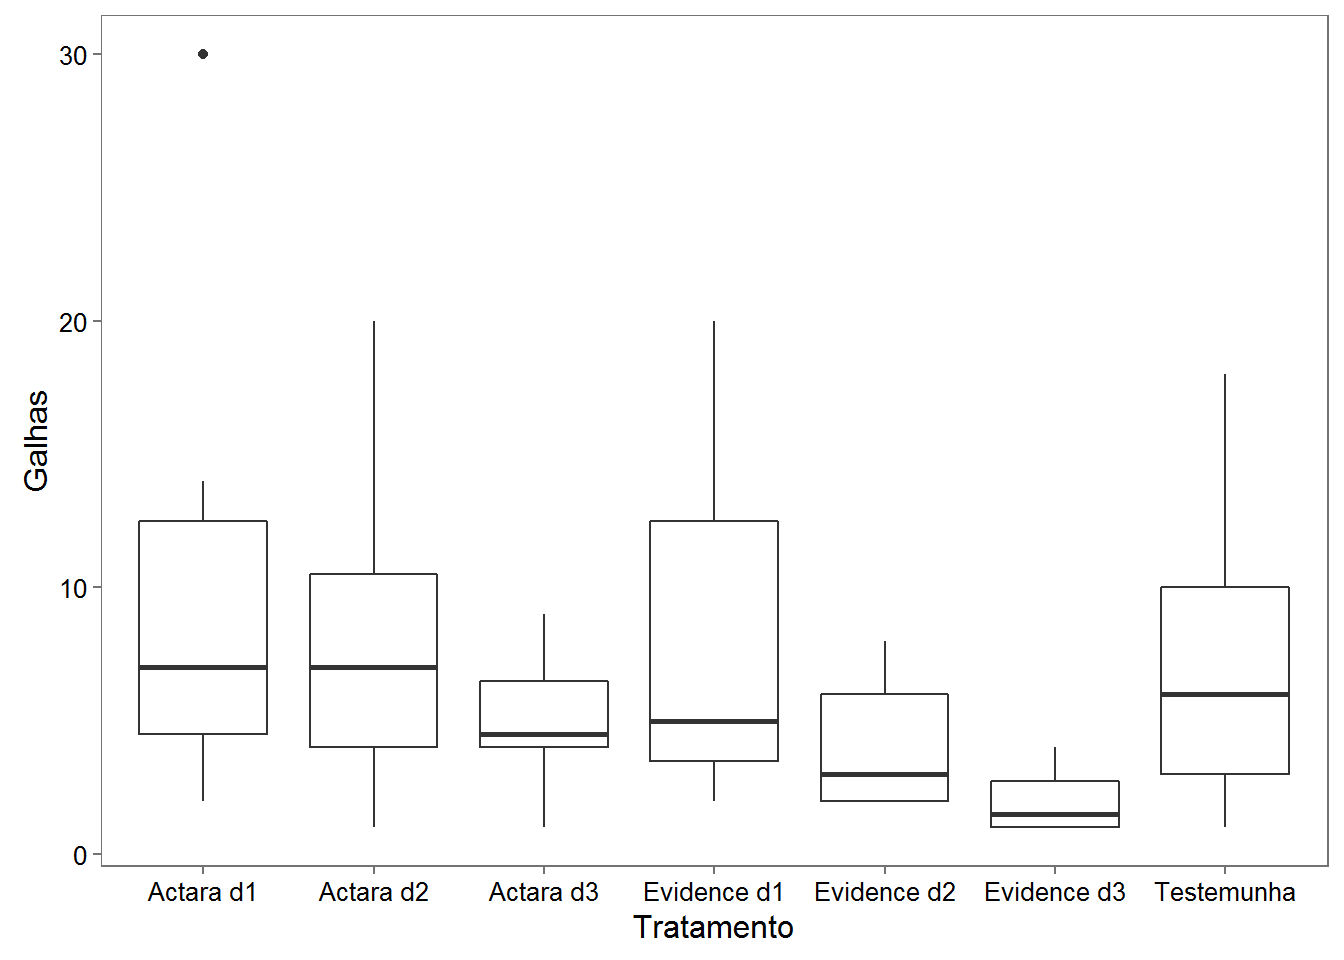 30
20
10
0
Galhas
Actara d1 Actara d2 Actara d3 Evidence d1 Evidence d2 Evidence d3 Testemunha
Tratamento